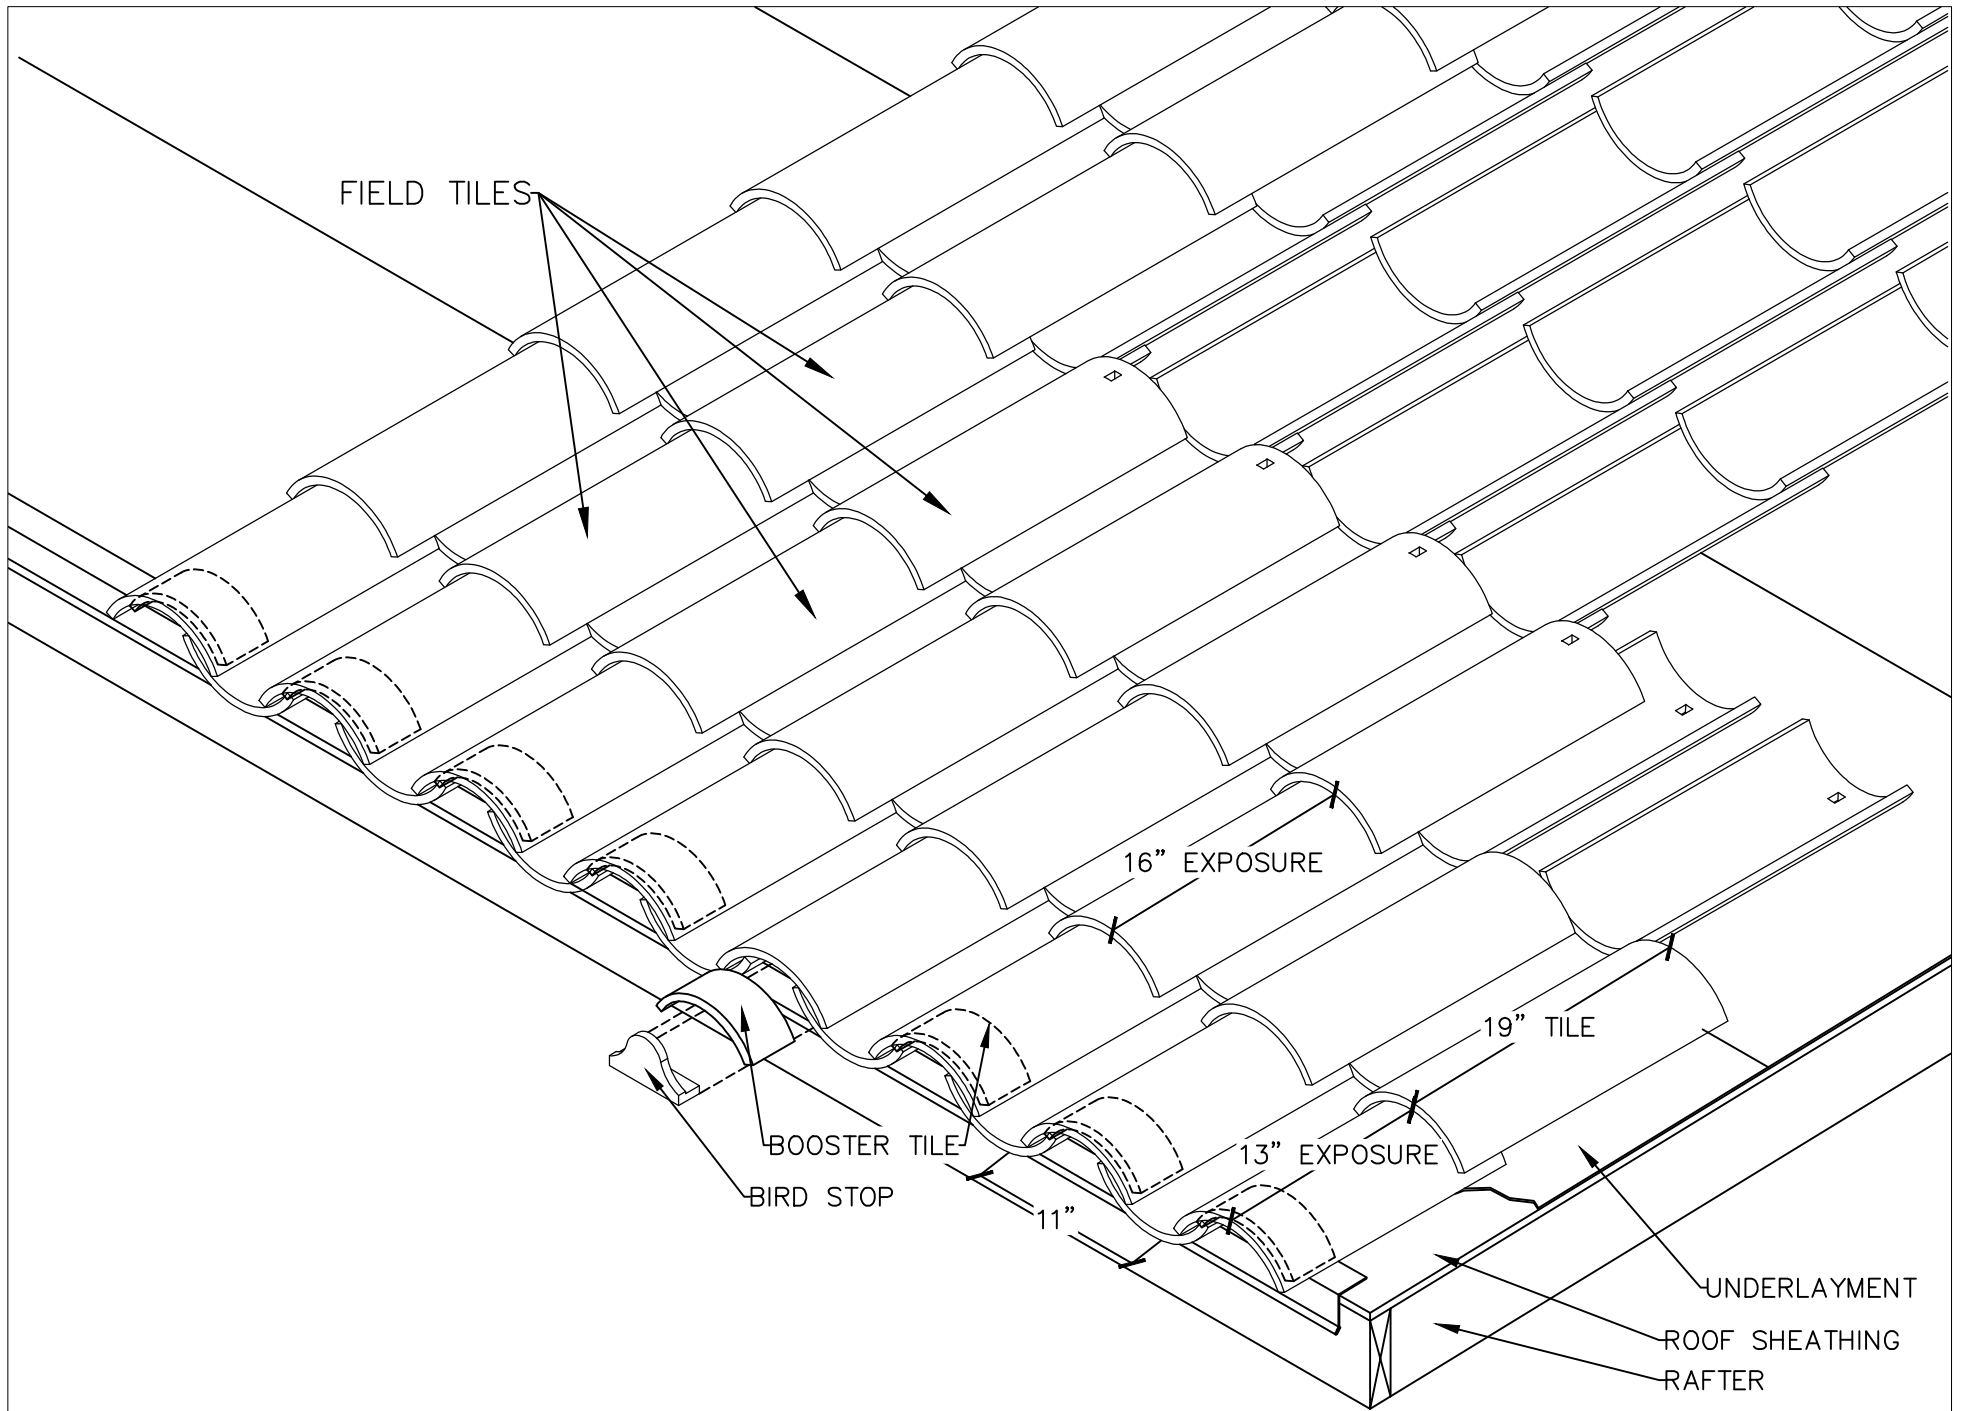 FIELD TILES
16” EXPOSURE
19” TILE
BOOSTER TILE
13” EXPOSURE
BIRD STOP
11”
UNDERLAYMENT
ROOF SHEATHING
RAFTER